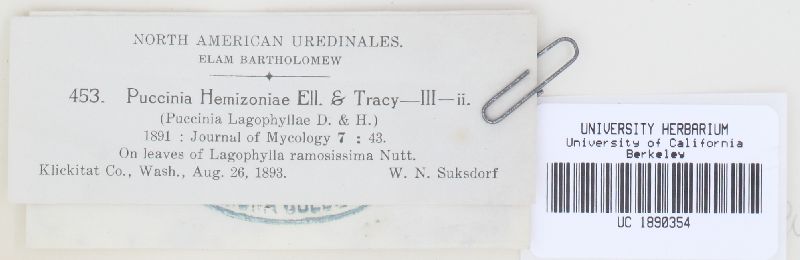 NORTH AMERICAN UREDINALES.
ELAM BARTHOLOMEW
453. Puccinia Hemizoniae Ell. & Tracy—III—ii.
(Puccinia Lagophyllae D. & H.)
1891 : Journal of Mycology 7 : 43.
On leaves of Lagophylla ramosissima Nutt.
Klickitat Co., Wash., Aug. 26, 1893. W. N. Suksdorf
UNIVERSITY HERBARIUM
University of California
Berkeley
UC 1890354